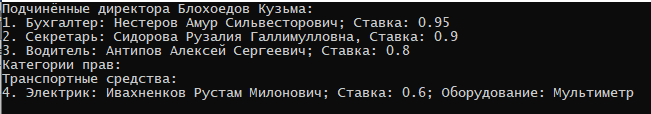 Подчинённые директора Блохоедов Кузьма:
1. Бухгалтер: Нестеров Амур Сильвесторович; Ставка: 0.95
2. Секретарь: Сидорова Рузалия Галлимулловна, Ставка: 0.9
3. Водитель: Антипов Алексей Сергеевич; Ставка: 0.8
Категории прав:
Транспортные средства:
4. Электрик: Ивахненков Рустам Милонович; Ставка: 0.6; Оборудование: Мультиметр